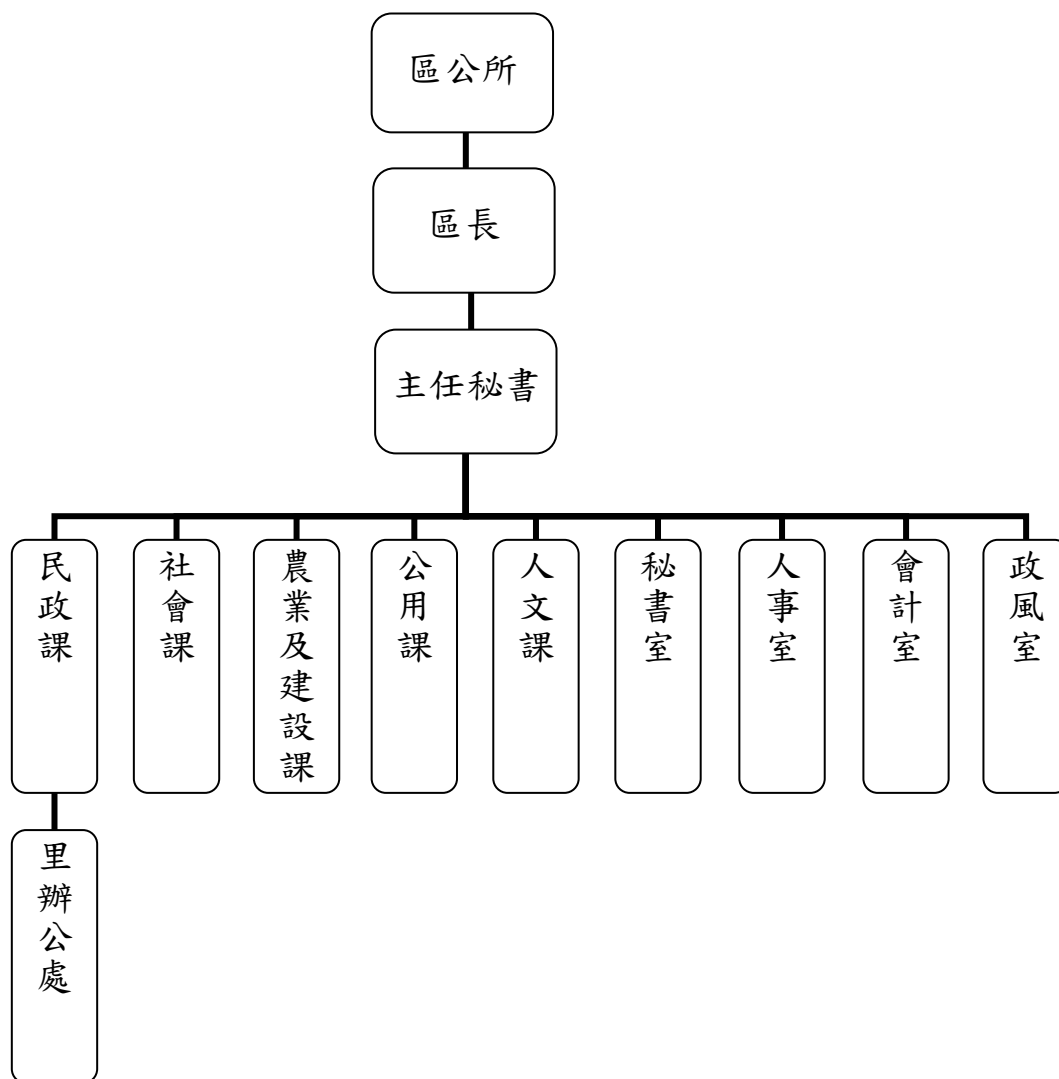 區公所
區長
主任秘書
民政課
社會課
農業及建設課
公用課
人文課
秘書室
人事室
會計室
政風室
里辦公處